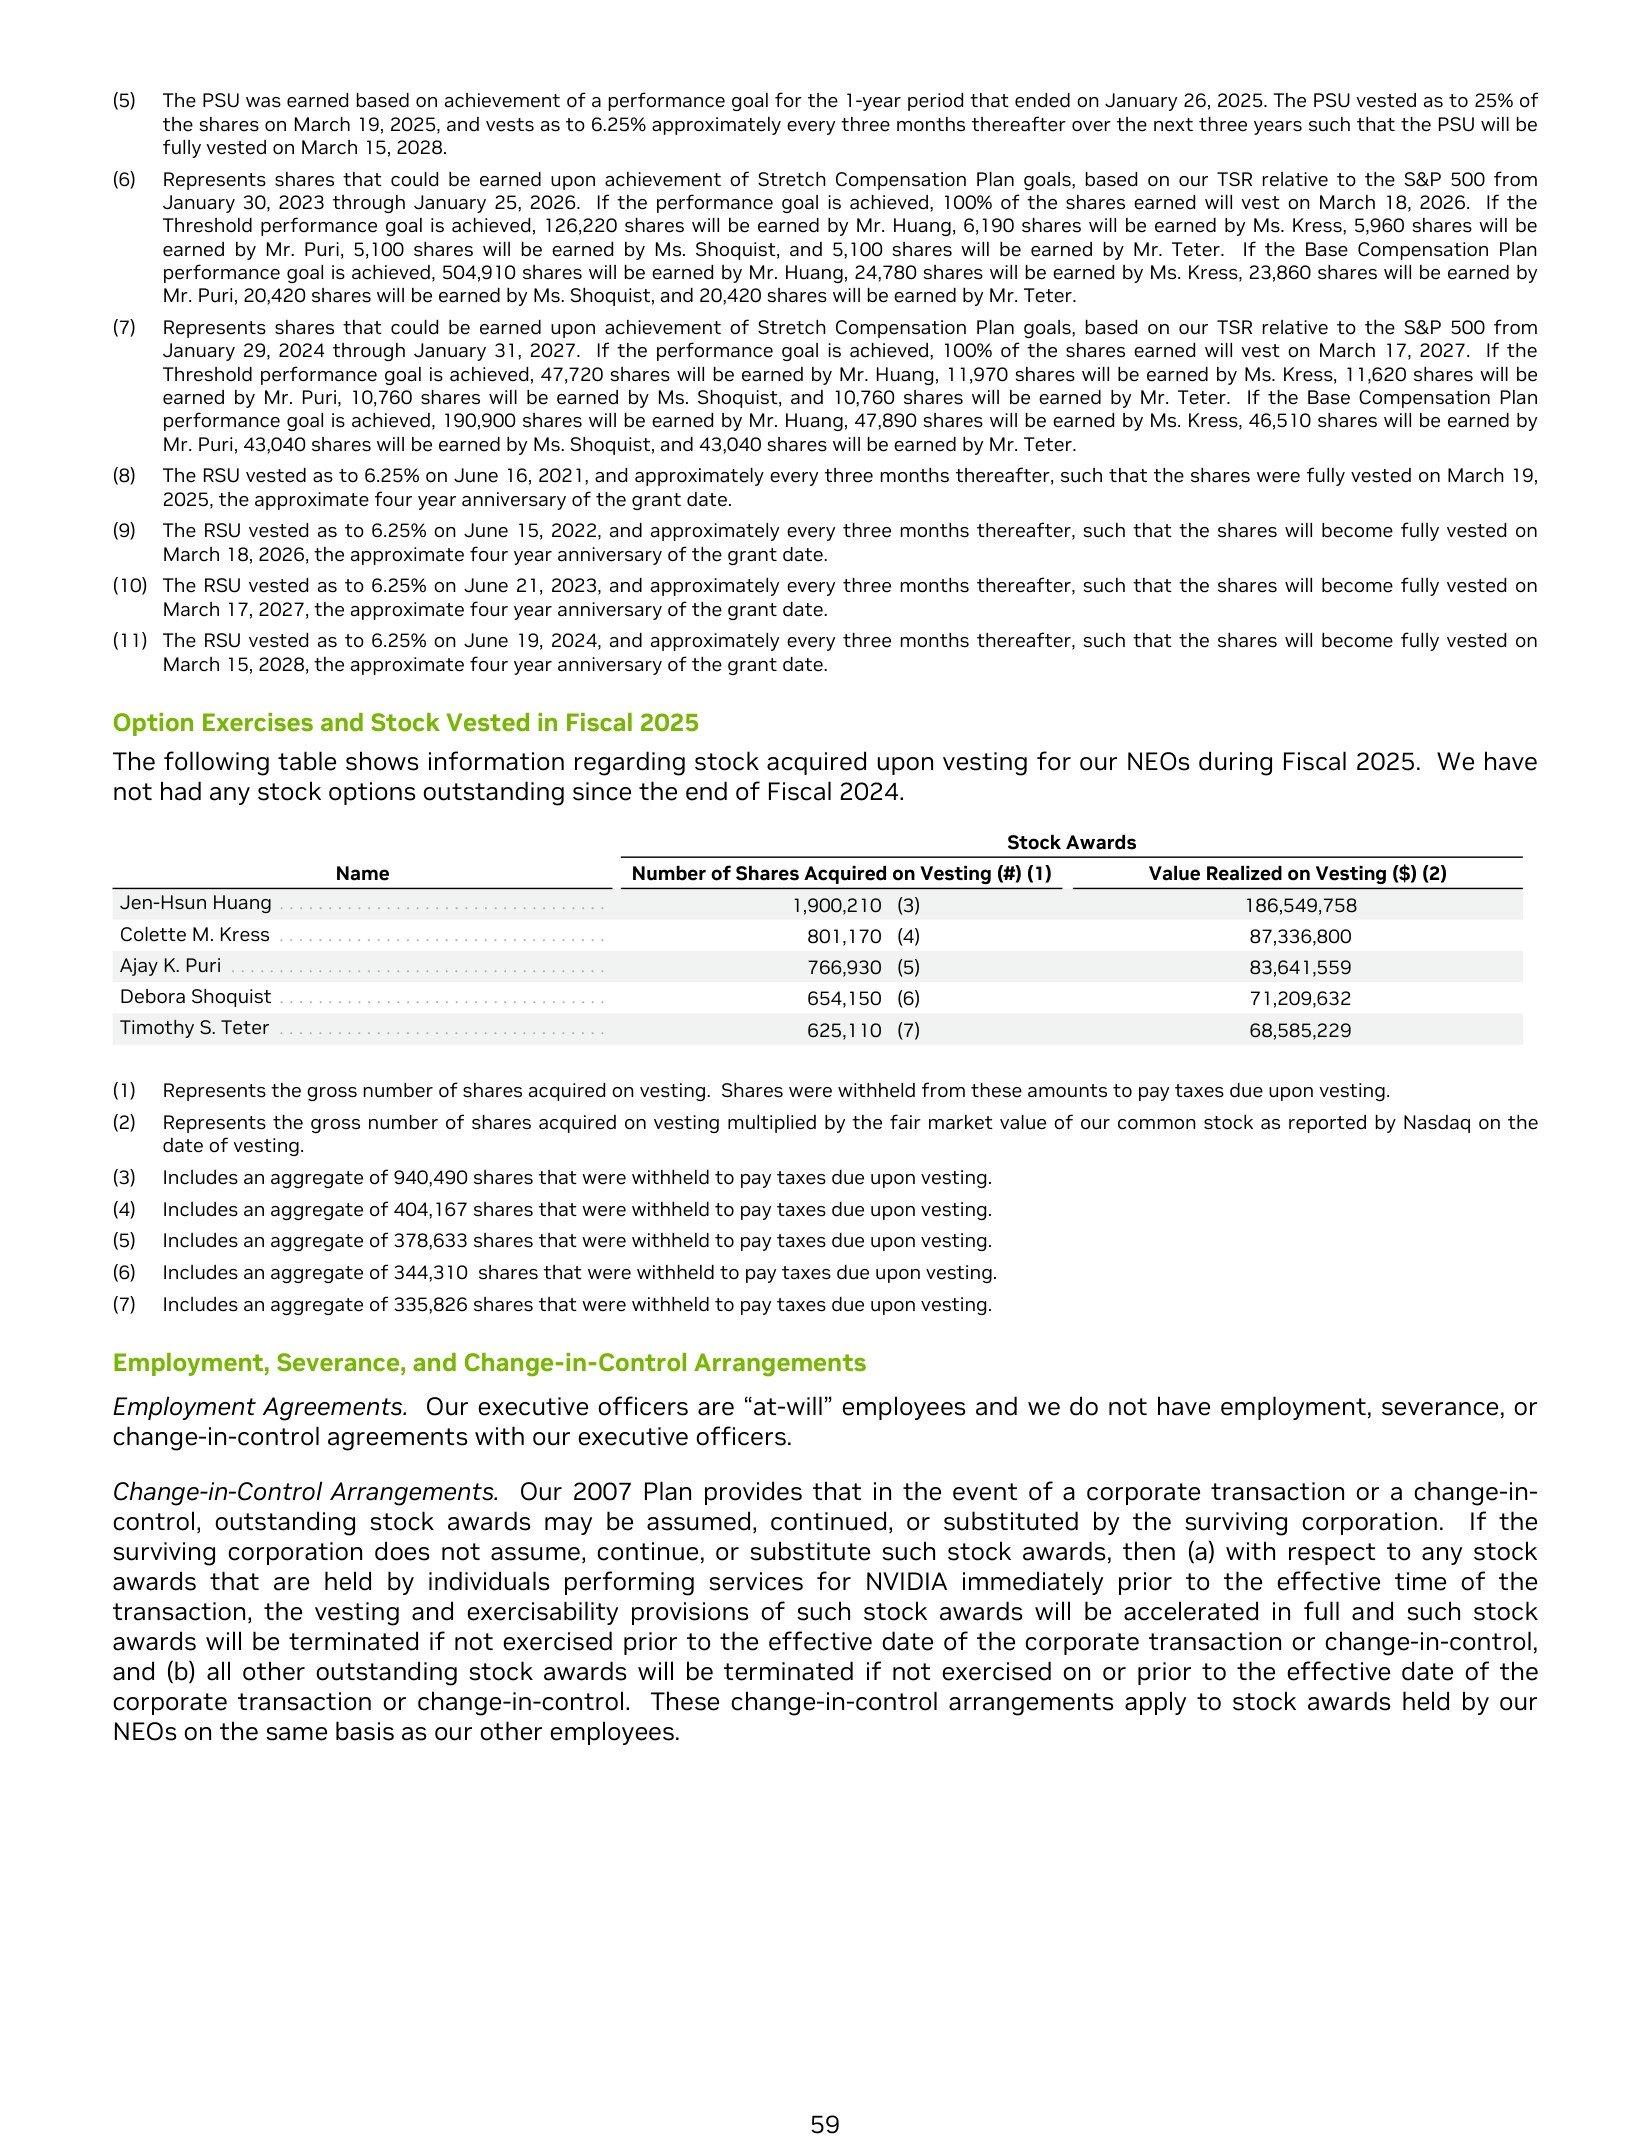 (5) The PSU was earned based on achievement of a performance goal for the 1-year period that ended on January 26, 2025. The PSU vested as to 25% of
the shares on March 19, 2025, and vests as to 6.25% approximately every three months thereafter over the next three years such that the PSU will be
fully vested on March 15, 2028.
(6) Represents shares that could be earned upon achievement of Stretch Compensation Plan goals, based on our TSR relative to the S&P 500 from
January 30, 2023 through January 25, 2026. If the performance goal is achieved, 100% of the shares earned will vest on March 18, 2026. If the
Threshold performance goal is achieved, 126,220 shares will be earned by Mr. Huang, 6,190 shares will be earned by Ms. Kress, 5,960 shares will be
earned by Mr. Puri, 5,100 shares will be earned by Ms. Shoquist, and 5,100 shares will be earned by Mr. Teter. If the Base Compensation Plan
performance goal is achieved, 504,910 shares will be earned by Mr. Huang, 24,780 shares will be earned by Ms. Kress, 23,860 shares will be earned by
Mr. Puri, 20,420 shares will be earned by Ms. Shoquist, and 20,420 shares will be earned by Mr. Teter.
(7) Represents shares that could be earned upon achievement of Stretch Compensation Plan goals, based on our TSR relative to the S&P 500 from
January 29, 2024 through January 31, 2027. If the performance goal is achieved, 100% of the shares earned will vest on March 17, 2027. If the
Threshold performance goal is achieved, 47,720 shares will be earned by Mr. Huang, 11,970 shares will be earned by Ms. Kress, 11,620 shares will be
earned by Mr. Puri, 10,760 shares will be earned by Ms. Shoquist, and 10,760 shares will be earned by Mr. Teter. If the Base Compensation Plan
performance goal is achieved, 190,900 shares will be earned by Mr. Huang, 47,890 shares will be earned by Ms. Kress, 46,510 shares will be earned by
Mr. Puri, 43,040 shares will be earned by Ms. Shoquist, and 43,040 shares will be earned by Mr. Teter.
(8) The RSU vested as to 6.25% on June 16, 2021, and approximately every three months thereafter, such that the shares were fully vested on March 19,
2025, the approximate four year anniversary of the grant date.
(9) The RSU vested as to 6.25% on June 15, 2022, and approximately every three months thereafter, such that the shares will become fully vested on
March 18, 2026, the approximate four year anniversary of the grant date.
(10) The RSU vested as to 6.25% on June 21, 2023, and approximately every three months thereafter, such that the shares will become fully vested on
March 17, 2027, the approximate four year anniversary of the grant date.
(11) The RSU vested as to 6.25% on June 19, 2024, and approximately every three months thereafter, such that the shares will become fully vested on
March 15, 2028, the approximate four year anniversary of the grant date.
Option Exercises and Stock Vested in Fiscal 2025
The following table shows information regarding stock acquired upon vesting for our NEOs during Fiscal 2025. We have
not had any stock options outstanding since the end of Fiscal 2024.
Stock Awards
Name Number of Shares Acquired on Vesting (#) (1) Value Realized on Vesting ($) (2)
Jen-Hsun Huang 1,900,210 (3) 186,549,758
Colette M. Kress 801,170 (4) 87,336,800
Ajay K. Puri 766,930 (5) 83,641,559
Debora Shoquist 654,150 (6) 71,209,632
Timothy S. Teter 625,110 (7) 68,585,229
(1) Represents the gross number of shares acquired on vesting. Shares were withheld from these amounts to pay taxes due upon vesting.
(2) Represents the gross number of shares acquired on vesting multiplied by the fair market value of our common stock as reported by Nasdaq on the
date of vesting.
(3) Includes an aggregate of 940,490 shares that were withheld to pay taxes due upon vesting.
(4) Includes an aggregate of 404,167 shares that were withheld to pay taxes due upon vesting.
(5) Includes an aggregate of 378,633 shares that were withheld to pay taxes due upon vesting.
(6) Includes an aggregate of 344,310 shares that were withheld to pay taxes due upon vesting.
(7) Includes an aggregate of 335,826 shares that were withheld to pay taxes due upon vesting.
Employment, Severance, and Change-in-Control Arrangements
Employment Agreements. Our executive officers are “at-will” employees and we do not have employment, severance, or
change-in-control agreements with our executive officers.
Change-in-Control Arrangements. Our 2007 Plan provides that in the event of a corporate transaction or a change-in-
control, outstanding stock awards may be assumed, continued, or substituted by the surviving corporation. If the
surviving corporation does not assume, continue, or substitute such stock awards, then (a) with respect to any stock
awards that are held by individuals performing services for NVIDIA immediately prior to the effective time of the
transaction, the vesting and exercisability provisions of such stock awards will be accelerated in full and such stock
awards will be terminated if not exercised prior to the effective date of the corporate transaction or change-in-control,
and (b) all other outstanding stock awards will be terminated if not exercised on or prior to the effective date of the
corporate transaction or change-in-control. These change-in-control arrangements apply to stock awards held by our
NEOs on the same basis as our other employees.
59